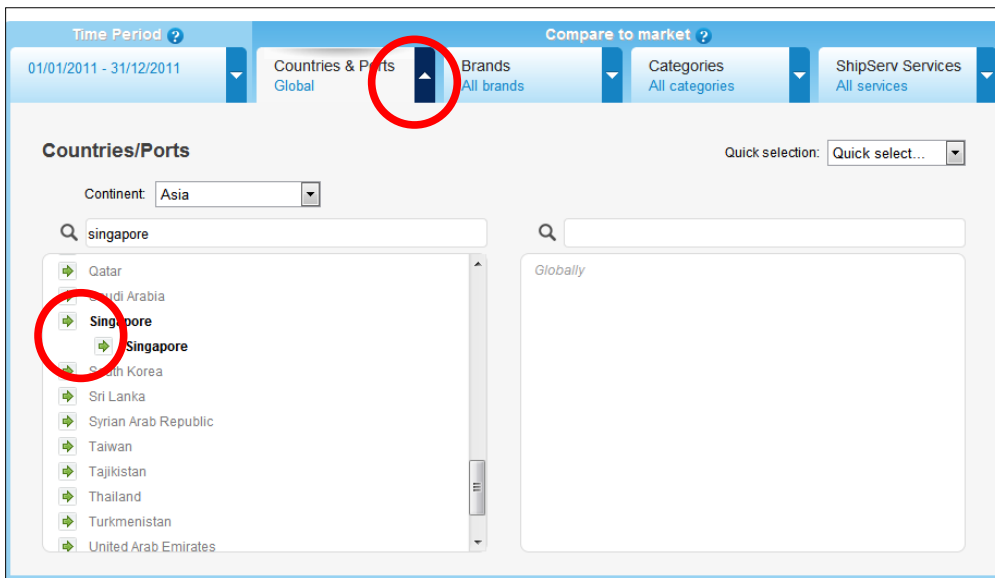 Time Period ?
Compare to market ?
01/01/2011 - 31/12/2011
Countries & Ports
Global
Brands
All brands
Categories
All categories
ShipServ Services
All services
Countries/Ports
Quick selection: Quick select...
Continent: Asia
singapore
Qatar
Saudi Arabia
Singapore
Singapore
South Korea
Sri Lanka
Syrian Arab Republic
Taiwan
Tajikistan
Thailand
Turkmenistan
United Arab Emirates
Globally